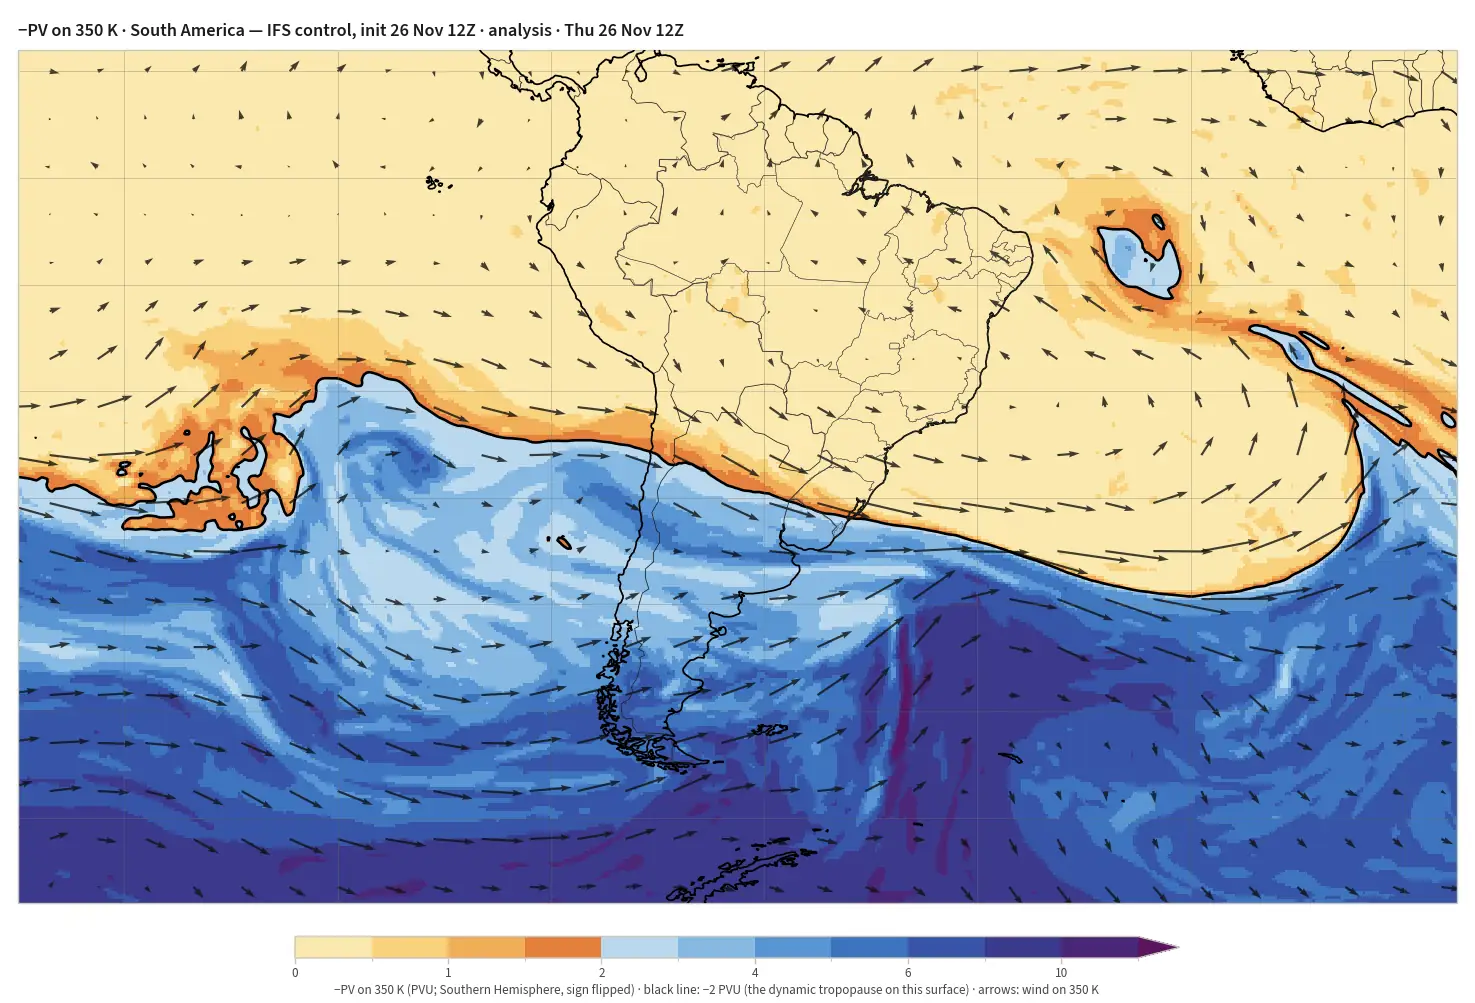 −PV on 350 K · South America — IFS control, init 26 Nov 12Z · analysis · Thu 26 Nov 12Z
0 1 2 4 6 10
−PV on 350 K (PVU; Southern Hemisphere, sign flipped) · black line: −2 PVU (the dynamic tropopause on this surface) · arrows: wind on 350 K